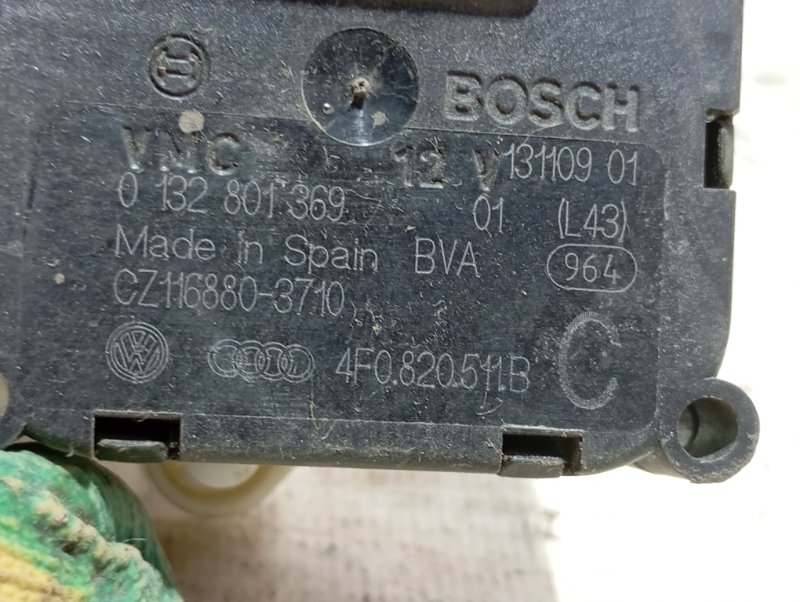 BOSCH
VMC 12 V 131109 01
0 132 801 369 01 (L43)
Made in Spain BVA 964
CZ116880-3710
VW 4F0.820.511.B C